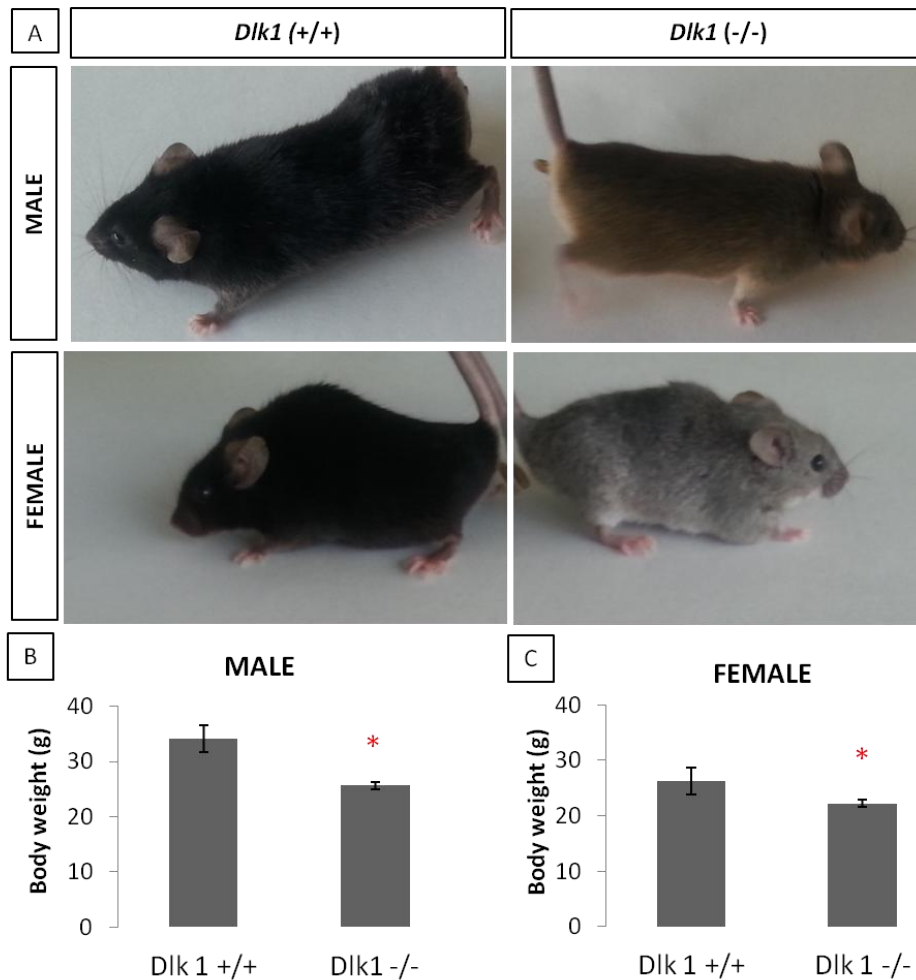 A
Dlk1 (+/+)
Dlk1 (-/-)
MALE
FEMALE
B
MALE
Body weight (g)
40
30
20
10
0
*
Dlk 1 +/+
Dlk1 -/-
C
FEMALE
Body weight (g)
40
30
20
10
0
*
Dlk 1 +/+
Dlk 1 -/-